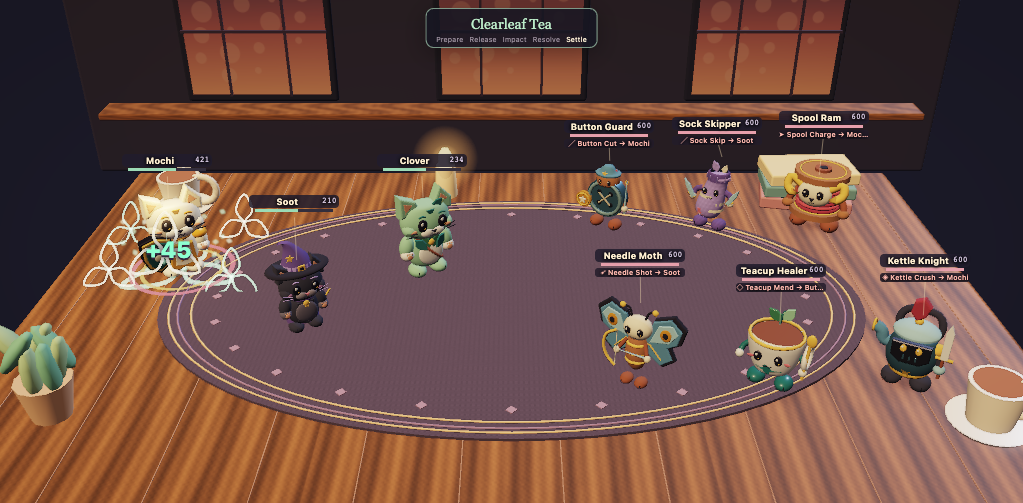 Clearleaf Tea
Prepare Release Impact Resolve Settle
Mochi 421
Soot 210
Clover 234
Button Guard 600
Button Cut → Mochi
Sock Skipper 600
Sock Skip → Soot
Spool Ram 600
Spool Charge → Moc...
Needle Moth 600
Needle Shot → Soot
Teacup Healer 600
Teacup Mend → But...
Kettle Knight 600
Kettle Crush → Mochi
+45